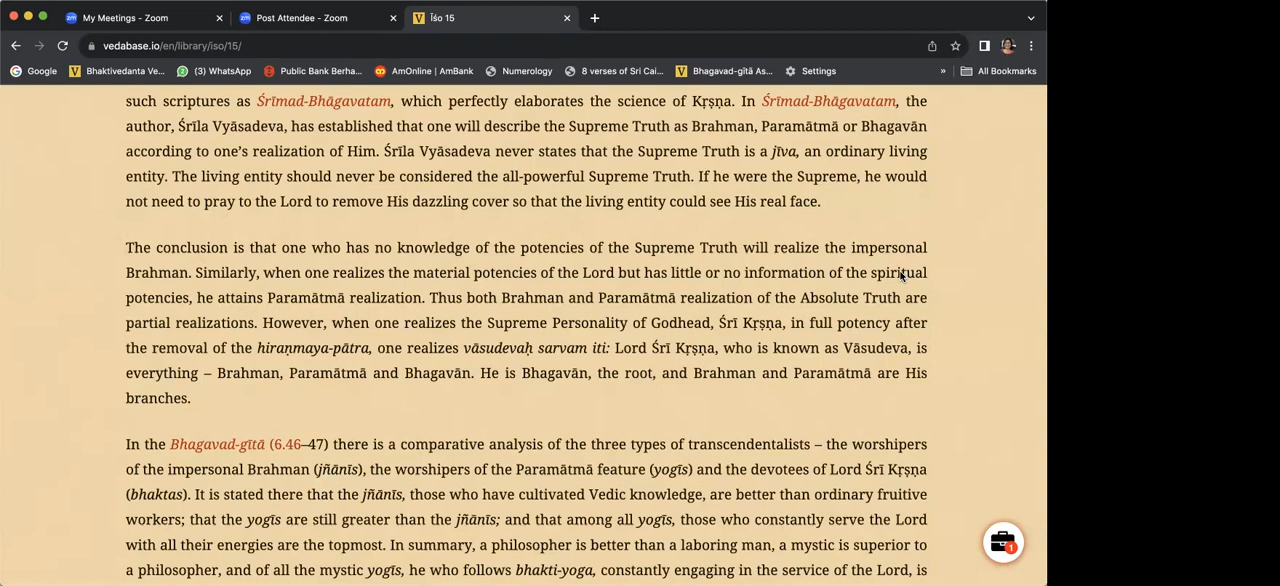 My Meetings - Zoom
Post Attendee - Zoom
Īśo 15
vedabase.io/en/library/iso/15/
Google
Bhaktivedanta Ve...
(3) WhatsApp
Public Bank Berha...
AmOnline | AmBank
Numerology
8 verses of Sri Cai...
Bhagavad-gītā As...
Settings
»
All Bookmarks
such scriptures as Śrīmad-Bhāgavatam, which perfectly elaborates the science of Kṛṣṇa. In Śrīmad-Bhāgavatam, the
author, Śrīla Vyāsadeva, has established that one will describe the Supreme Truth as Brahman, Paramātmā or Bhagavān
according to one's realization of Him. Śrīla Vyāsadeva never states that the Supreme Truth is a jīva, an ordinary living
entity. The living entity should never be considered the all-powerful Supreme Truth. If he were the Supreme, he would
not need to pray to the Lord to remove His dazzling cover so that the living entity could see His real face.
The conclusion is that one who has no knowledge of the potencies of the Supreme Truth will realize the impersonal
Brahman. Similarly, when one realizes the material potencies of the Lord but has little or no information of the spiritual
potencies, he attains Paramātmā realization. Thus both Brahman and Paramātmā realization of the Absolute Truth are
partial realizations. However, when one realizes the Supreme Personality of Godhead, Śrī Kṛṣṇa, in full potency after
the removal of the hiraṇmaya-pātra, one realizes vāsudevaḥ sarvam iti: Lord Śrī Kṛṣṇa, who is known as Vāsudeva, is
everything – Brahman, Paramātmā and Bhagavān. He is Bhagavān, the root, and Brahman and Paramātmā are His
branches.
In the Bhagavad-gītā (6.46–47) there is a comparative analysis of the three types of transcendentalists – the worshipers
of the impersonal Brahman (jñānīs), the worshipers of the Paramātmā feature (yogīs) and the devotees of Lord Śrī Kṛṣṇa
(bhaktas). It is stated there that the jñānīs, those who have cultivated Vedic knowledge, are better than ordinary fruitive
workers; that the yogīs are still greater than the jñānīs; and that among all yogīs, those who constantly serve the Lord
with all their energies are the topmost. In summary, a philosopher is better than a laboring man, a mystic is superior to
a philosopher, and of all the mystic yogīs, he who follows bhakti-yoga, constantly engaging in the service of the Lord, is
1